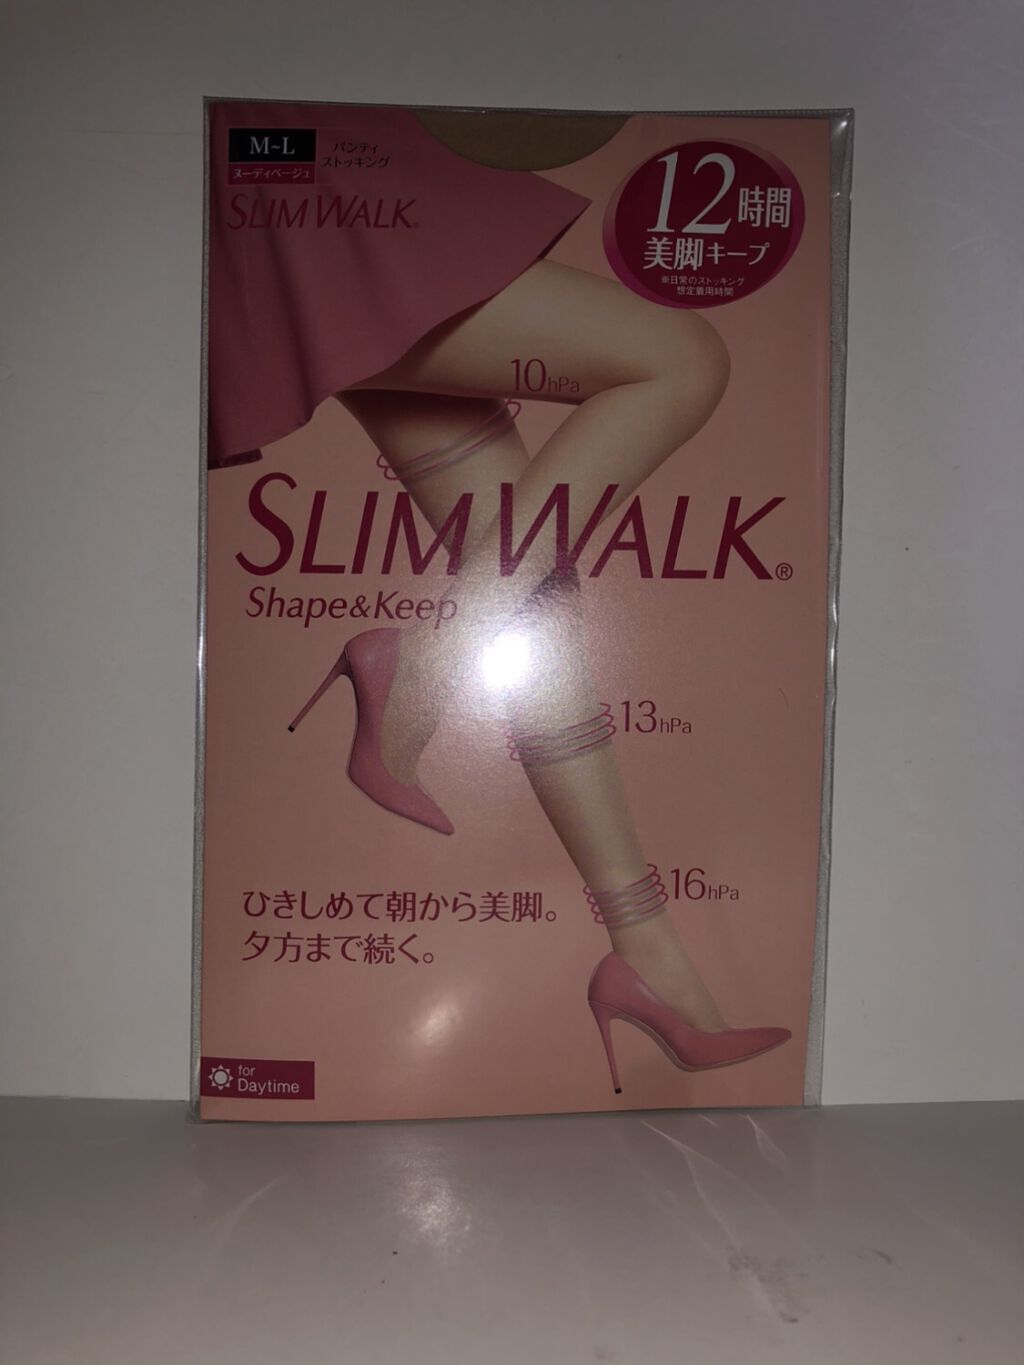 M~L
ヌーディベージュ
パンティ
ストッキング
SLIM WALK®
12時間
美脚キープ
※日常のストッキング
想定着用時間
10hPa
SLIM WALK®
Shape&Keep
13hPa
16hPa
ひきしめて朝から美脚。
夕方まで続く。
for
Daytime